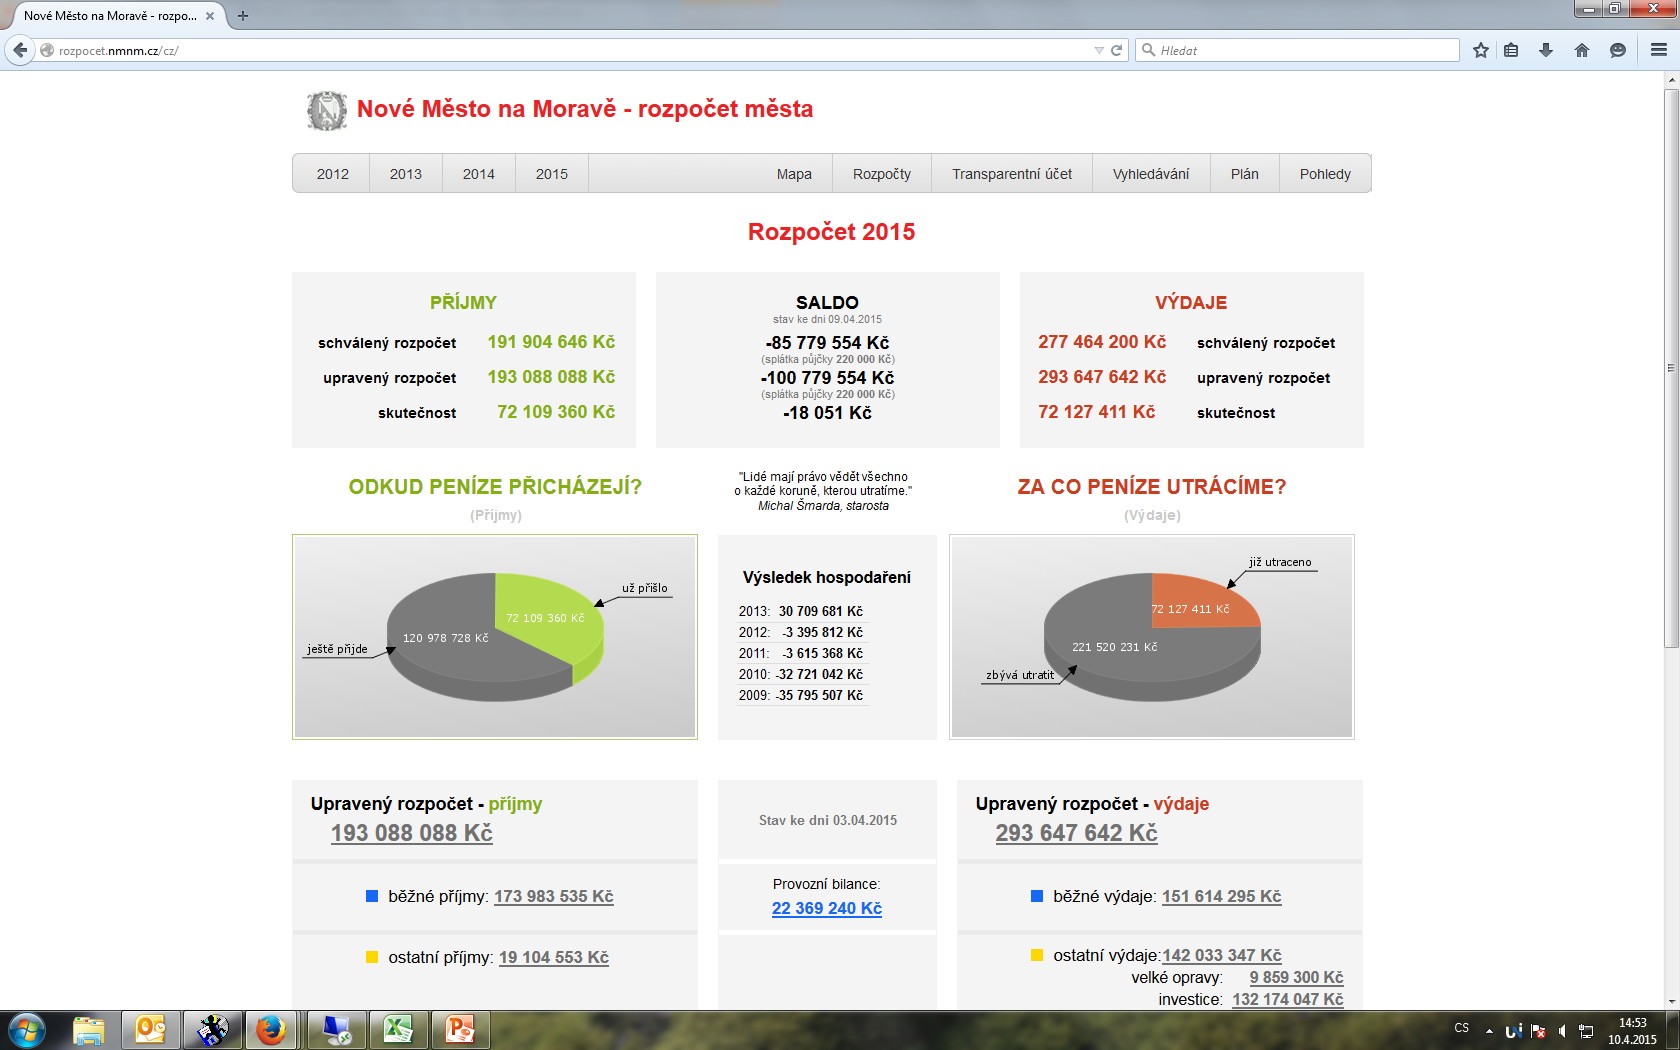 Nové Město na Moravě - rozpo...
rozpocet.nmnm.cz/cz/
Hledat
Nové Město na Moravě - rozpočet města
2012 2013 2014 2015 Mapa Rozpočty Transparentní účet Vyhledávání Plán Pohledy
Rozpočet 2015
PŘÍJMY
schválený rozpočet 191 904 646 Kč
upravený rozpočet 193 088 088 Kč
skutečnost 72 109 360 Kč
SALDO
stav ke dni 09.04.2015
-85 779 554 Kč
(splátka půjčky 220 000 Kč)
-100 779 554 Kč
(splátka půjčky 220 000 Kč)
-18 051 Kč
VÝDAJE
277 464 200 Kč schválený rozpočet
293 647 642 Kč upravený rozpočet
72 127 411 Kč skutečnost
ODKUD PENÍZE PŘICHÁZEJÍ?
(Příjmy)
"Lidé mají právo vědět všechno
o každé koruně, kterou utratíme."
Michal Šmarda, starosta
ZA CO PENÍZE UTRÁCÍME?
(Výdaje)
už přišlo
72 109 360 Kč
120 978 728 Kč
ještě přijde
Výsledek hospodaření
2013: 30 709 681 Kč
2012: -3 395 812 Kč
2011: -3 615 368 Kč
2010: -32 721 042 Kč
2009: -35 795 507 Kč
již utraceno
72 127 411 Kč
221 520 231 Kč
zbývá utratit
Upravený rozpočet - příjmy
193 088 088 Kč
běžné příjmy: 173 983 535 Kč
ostatní příjmy: 19 104 553 Kč
Stav ke dni 03.04.2015
Provozní bilance:
22 369 240 Kč
Upravený rozpočet - výdaje
293 647 642 Kč
běžné výdaje: 151 614 295 Kč
ostatní výdaje:142 033 347 Kč
velké opravy: 9 859 300 Kč
investice: 132 174 047 Kč
CS
14:53
10.4.2015